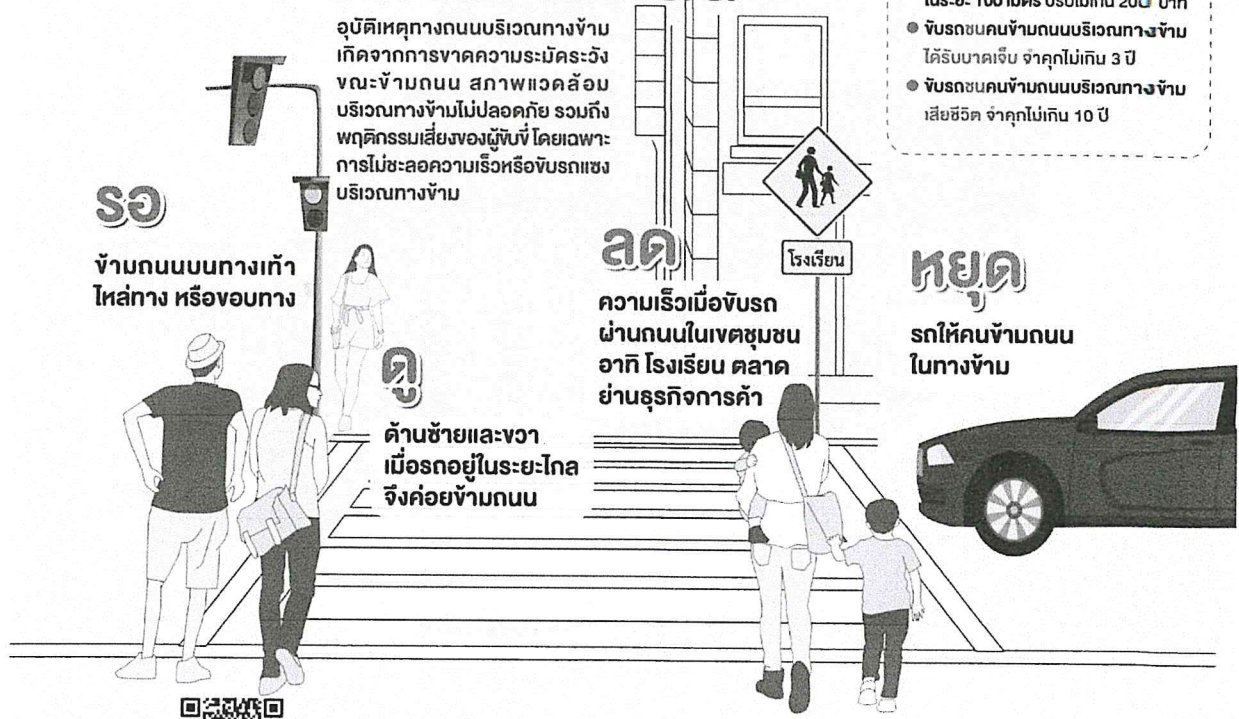 อุบัติเหตุทางถนนบริเวณทางข้าม
เกิดจากการขาดความระมัดระวัง
ขณะข้ามถนน สภาพแวดล้อม
บริเวณทางข้ามไม่ปลอดภัย รวมถึง
พฤติกรรมเสี่ยงของผู้ขับขี่ โดยเฉพาะ
การไม่ชะลอความเร็วหรือขับรถแซง
บริเวณทางข้าม
ในระยะ 100 เมตร ปรับไม่เกิน 200 บาท
● ขับรถชนคนข้ามถนนบริเวณทางข้าม
ได้รับบาดเจ็บ จำคุกไม่เกิน 3 ปี
● ขับรถชนคนข้ามถนนบริเวณทางข้าม
เสียชีวิต จำคุกไม่เกิน 10 ปี
รอ
ข้ามถนนบนทางเท้า
ไหล่ทาง หรือขอบทาง
ดู
ด้านซ้ายและขวา
เมื่อรถอยู่ในระยะไกล
จึงค่อยข้ามถนน
ลด
ความเร็วเมื่อขับรถ
ผ่านถนนในเขตชุมชน
อาทิ โรงเรียน ตลาด
ย่านธุรกิจการค้า
โรงเรียน
หยุด
รถให้คนข้ามถนน
ในทางข้าม